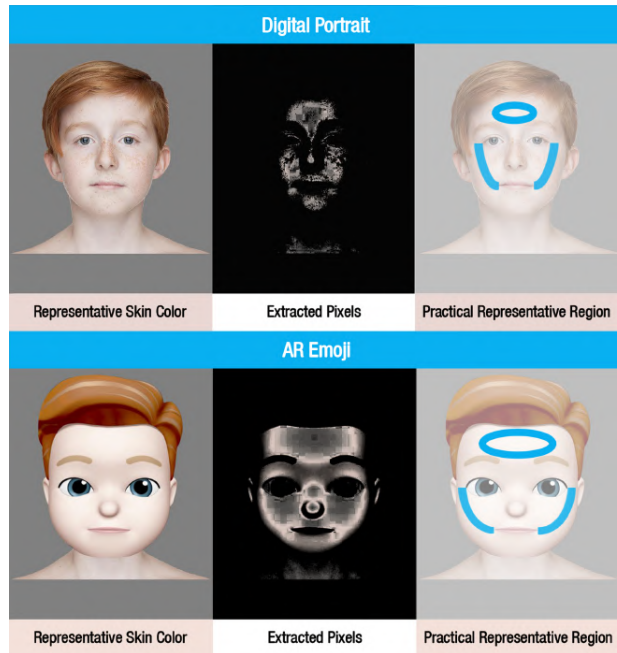 Digital Portrait
Representative Skin Color
Extracted Pixels
Practical Representative Region
AR Emoji
Representative Skin Color
Extracted Pixels
Practical Representative Region